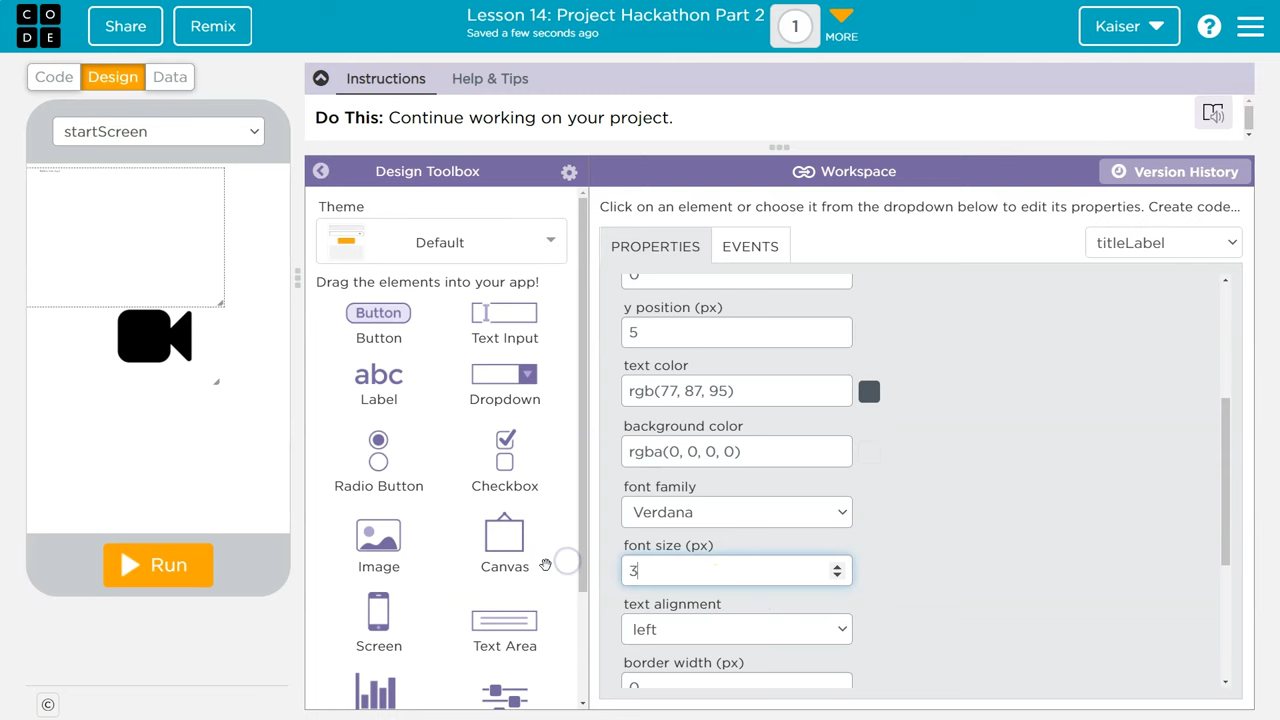 C O
D E
Share
Remix
Lesson 14: Project Hackathon Part 2
Saved a few seconds ago
1
MORE
Kaiser
?
Code
Design
Data
startScreen
Run
©
Instructions
Help & Tips
Do This: Continue working on your project.
Design Toolbox
Theme
Default
Drag the elements into your app!
Button
Button
Text Input
abc
Label
Dropdown
Radio Button
Checkbox
Image
Canvas
Screen
Text Area
Workspace
Version History
Click on an element or choose it from the dropdown below to edit its properties. Create code...
PROPERTIES
EVENTS
titleLabel
0
y position (px)
5
text color
rgb(77, 87, 95)
background color
rgba(0, 0, 0, 0)
font family
Verdana
font size (px)
3
text alignment
left
border width (px)
0